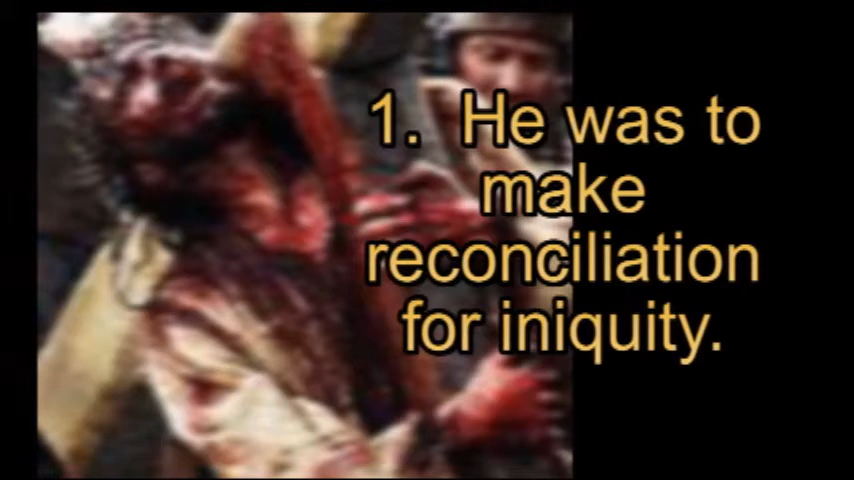 1. He was to
make
reconciliation
for iniquity.